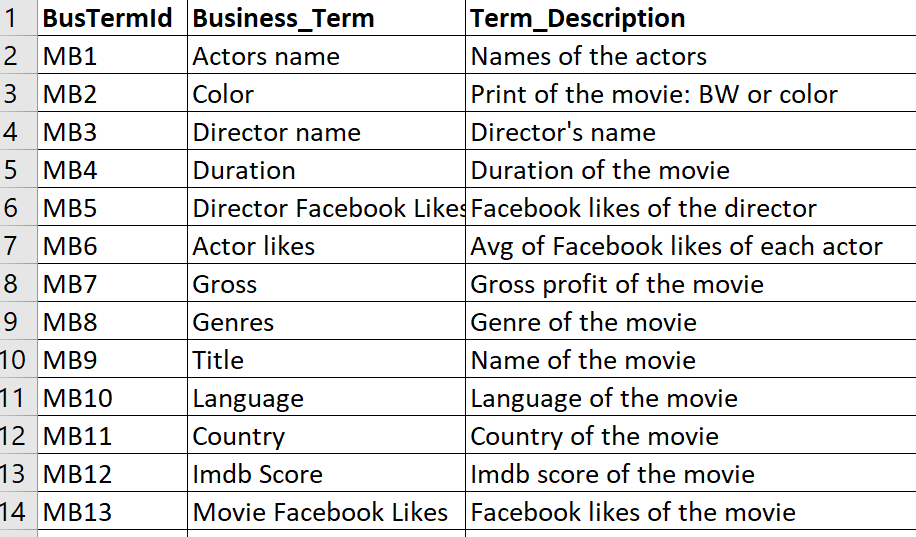 1 BusTermId Business_Term Term_Description
2 MB1 Actors name Names of the actors
3 MB2 Color Print of the movie: BW or color
4 MB3 Director name Director's name
5 MB4 Duration Duration of the movie
6 MB5 Director Facebook Likes Facebook likes of the director
7 MB6 Actor likes Avg of Facebook likes of each actor
8 MB7 Gross Gross profit of the movie
9 MB8 Genres Genre of the movie
10 MB9 Title Name of the movie
11 MB10 Language Language of the movie
12 MB11 Country Country of the movie
13 MB12 Imdb Score Imdb score of the movie
14 MB13 Movie Facebook Likes Facebook likes of the movie